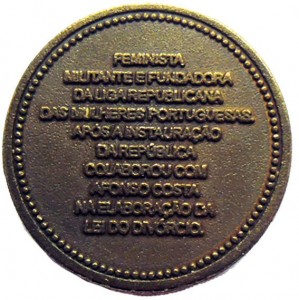 FEMINISTA
MILITANTE E FUNDADORA
DA LIGA REPUBLICANA
DAS MULHERES PORTUGUESAS.
APÓS A INSTAURAÇÃO
DA REPÚBLICA
COLABOROU COM
AFONSO COSTA
NA ELABORAÇÃO DA
LEI DO DIVÓRCIO.